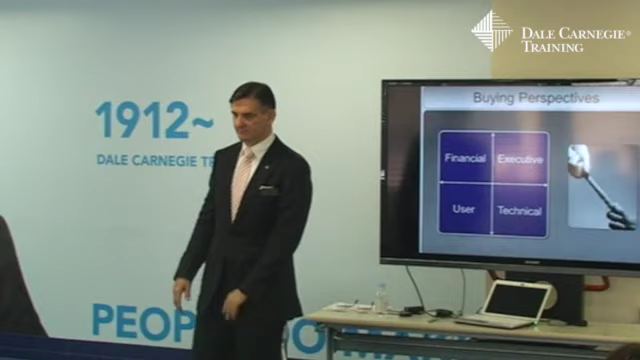 DALE CARNEGIE®
TRAINING
1912~
DALE CARNEGIE TR
Buying Perspectives
Financial
Executive
User
Technical
PEOP